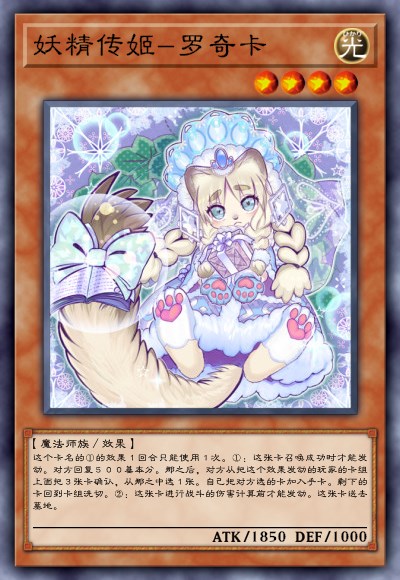 妖精传姬-罗奇卡
光
【魔法师族／效果】
这个卡名的①的效果1回合只能使用1次。①：这张卡召唤成功时才能发
动。对方回复500基本分。那之后，对方从把这个效果发动的玩家的卡组
上面把3张卡确认，从那之中选1张。自己把对方选的卡加入手卡。剩下的
卡回到卡组洗切。②：这张卡进行战斗的伤害计算前才能发动。这张卡送去
墓地。
ATK/1850 DEF/1000